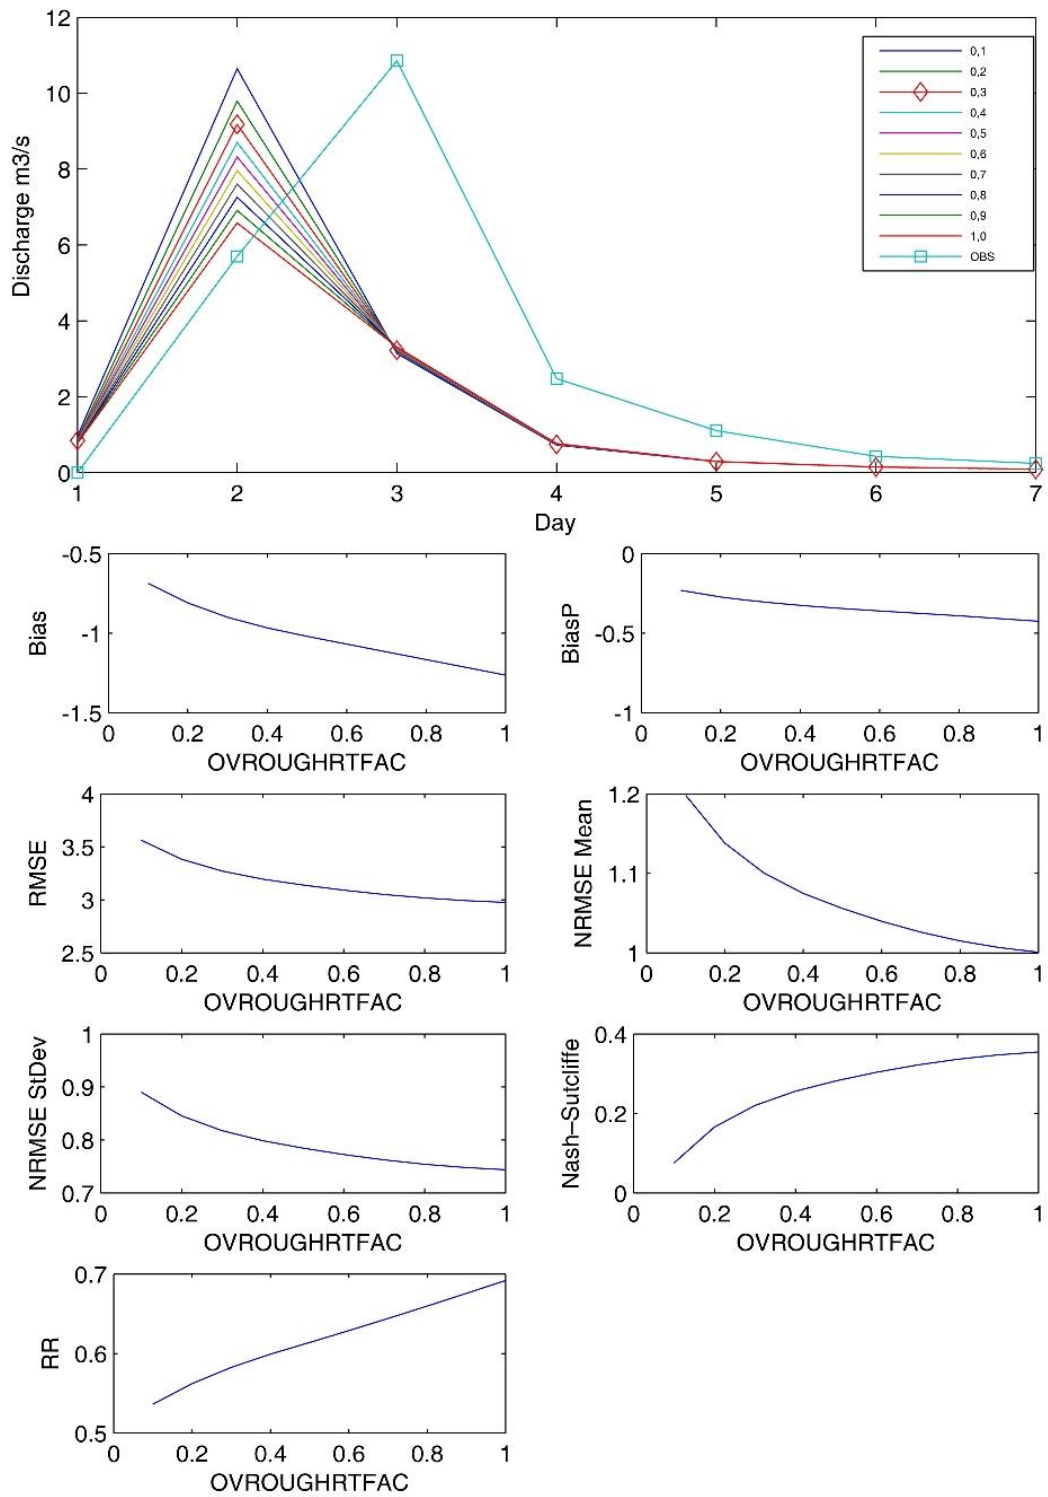 12
10
8
6
4
2
0
Discharge m3/s
0,1
0,2
0,3
0,4
0,5
0,6
0,7
0,8
0,9
1,0
OBS
1 2 3 4 5 6 7
Day
-0.5
-1
-1.5
Bias
0 0.2 0.4 0.6 0.8 1
OVROUGHRTFAC
0
-0.5
-1
BiasP
0 0.2 0.4 0.6 0.8 1
OVROUGHRTFAC
4
3.5
3
2.5
RMSE
0 0.2 0.4 0.6 0.8 1
OVROUGHRTFAC
1.2
1.1
1
NRMSE Mean
0 0.2 0.4 0.6 0.8 1
OVROUGHRTFAC
1
0.9
0.8
0.7
NRMSE StDev
0 0.2 0.4 0.6 0.8 1
OVROUGHRTFAC
0.4
0.2
0
Nash−Sutcliffe
0 0.2 0.4 0.6 0.8 1
OVROUGHRTFAC
0.7
0.6
0.5
RR
0 0.2 0.4 0.6 0.8 1
OVROUGHRTFAC